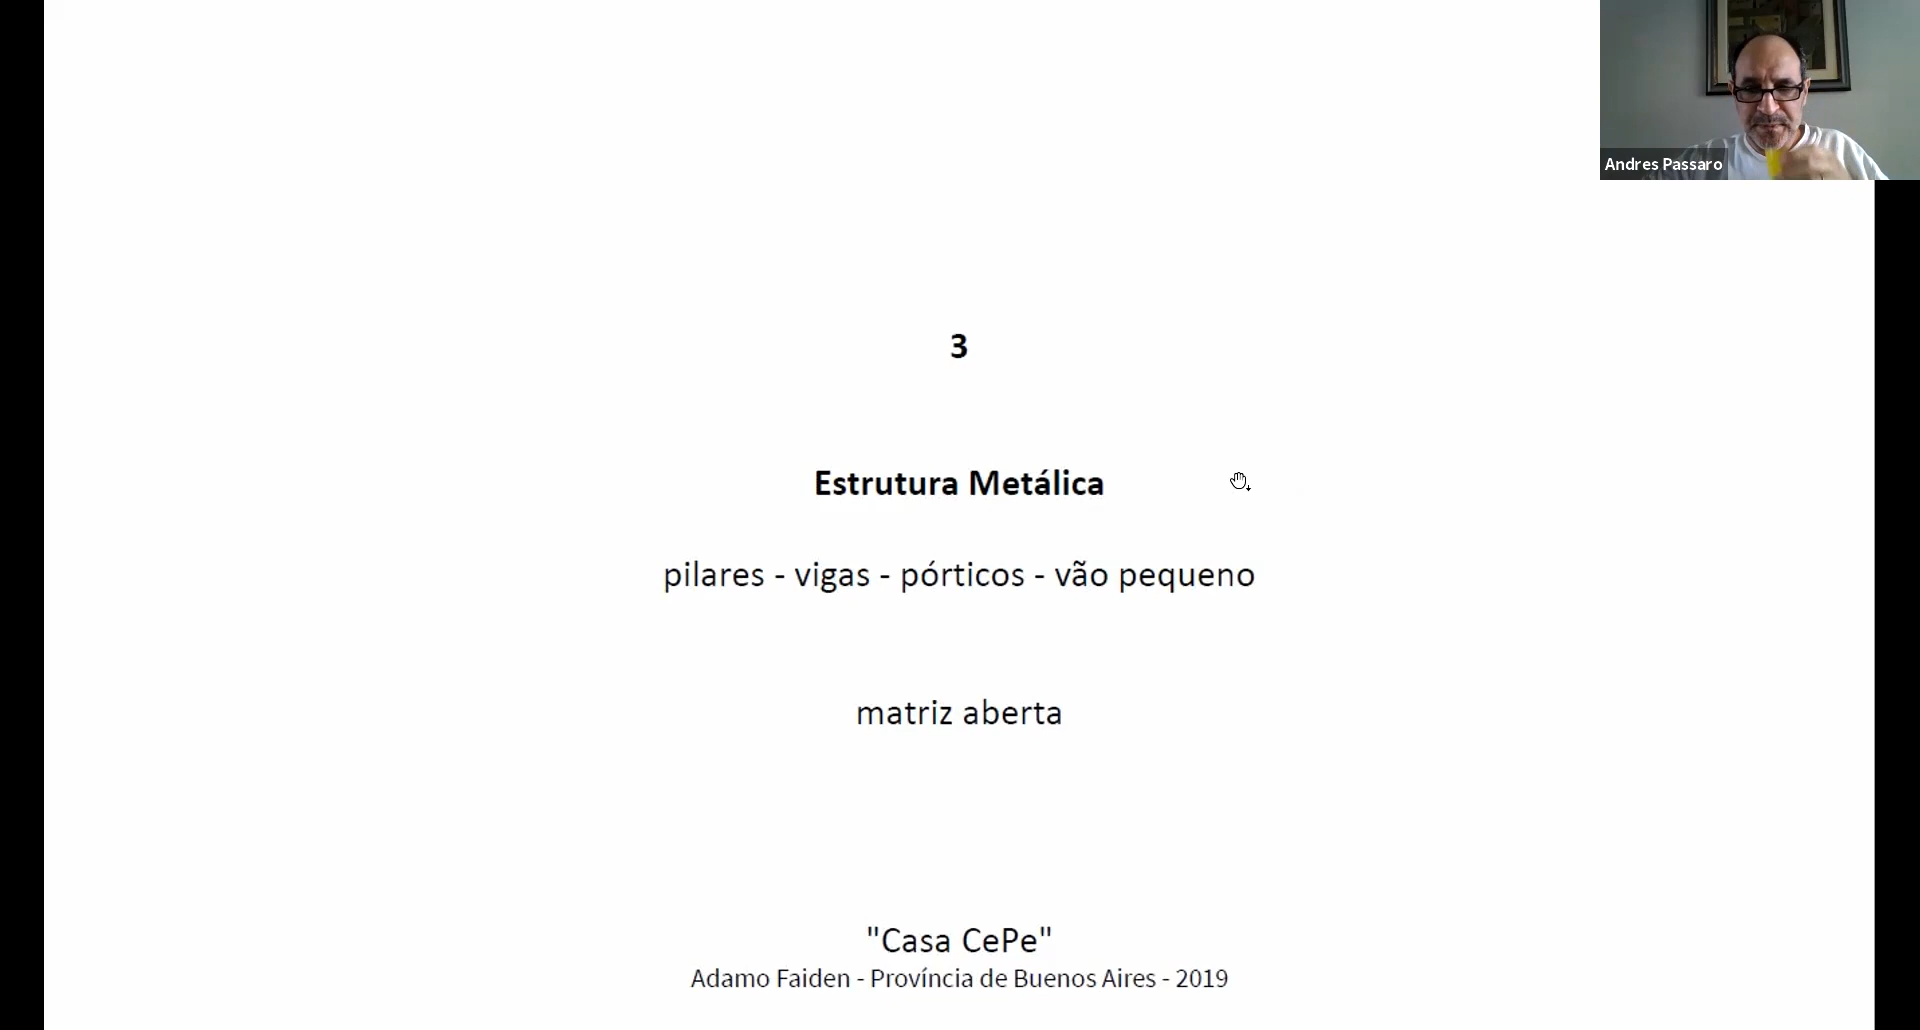 Andres Passaro
3
Estrutura Metálica
pilares - vigas - pórticos - vão pequeno
matriz aberta
"Casa CePe"
Adamo Faiden - Província de Buenos Aires - 2019